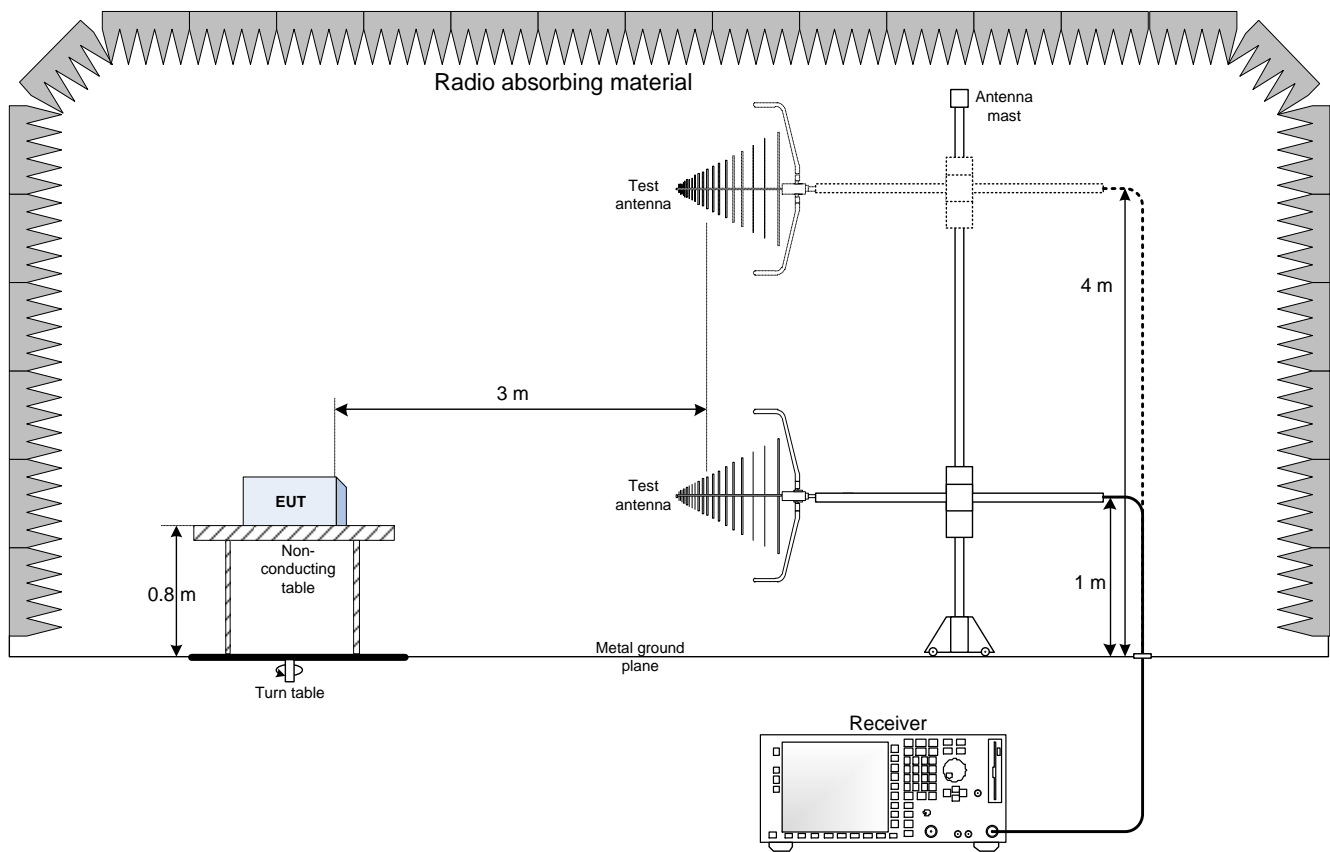 Radio absorbing material
Antenna
mast
Test
antenna
4 m
3 m
Test
antenna
EUT
Non-
conducting
table
0.8 m
1 m
Metal ground
plane
Turn table
Receiver